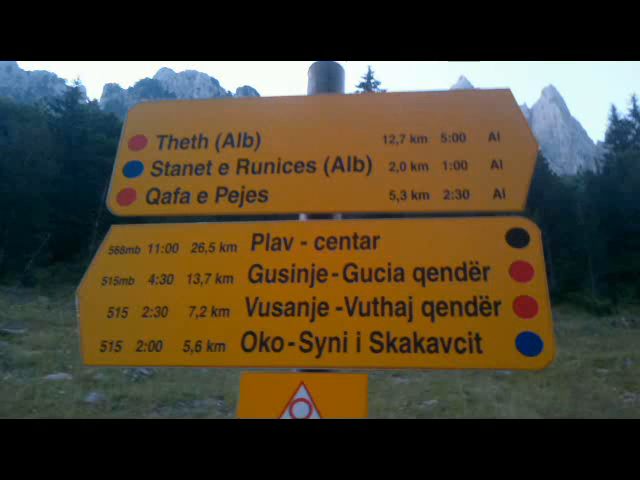 Theth (Alb) 12,7 km 5:00 Al
Stanet e Runices (Alb) 2,0 km 1:00 Al
Qafa e Pejes 5,3 km 2:30 Al
566mb 11:00 26,5 km Plav - centar
515mb 4:30 13,7 km Gusinje-Gucia qendër
515 2:30 7,2 km Vusanje-Vuthaj qendër
515 2:00 5,6 km Oko-Syni i Skakavcit